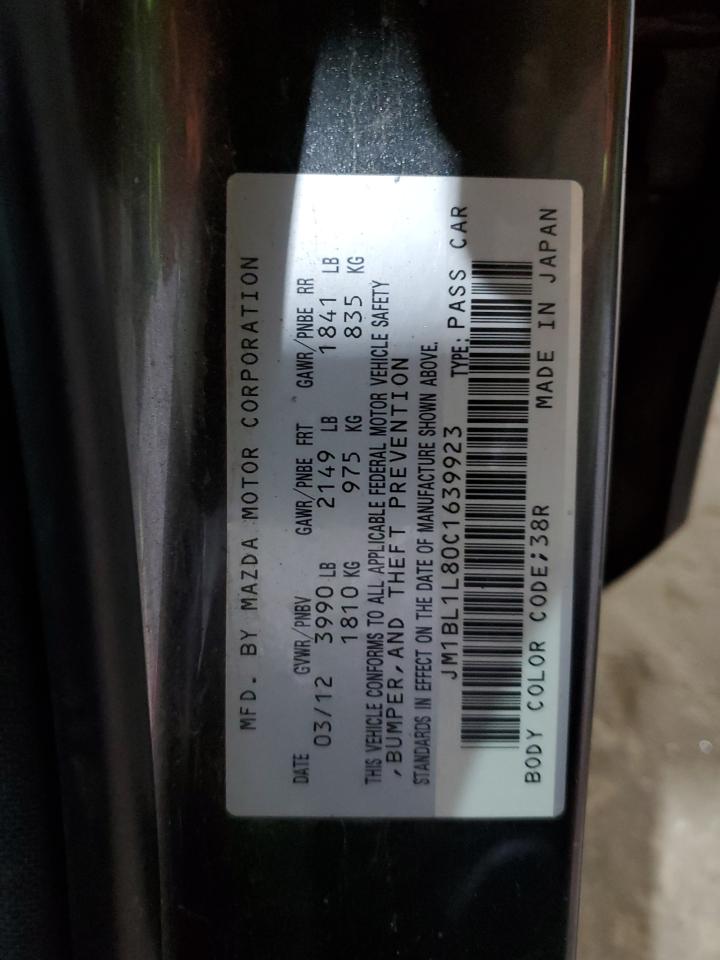 MFD. BY MAZDA MOTOR CORPORATION
DATE GVWR/PNBV GAWR/PNBE FRT GAWR/PNBE RR
03/12 3990 LB 2149 LB 1841 LB
1810 KG 975 KG 835 KG
THIS VEHICLE CONFORMS TO ALL APPLICABLE FEDERAL MOTOR VEHICLE SAFETY
,BUMPER,AND THEFT PREVENTION
STANDARDS IN EFFECT ON THE DATE OF MANUFACTURE SHOWN ABOVE.
JM1BL1L80C1639923 TYPE: PASS CAR
BODY COLOR CODE;38R MADE IN JAPAN